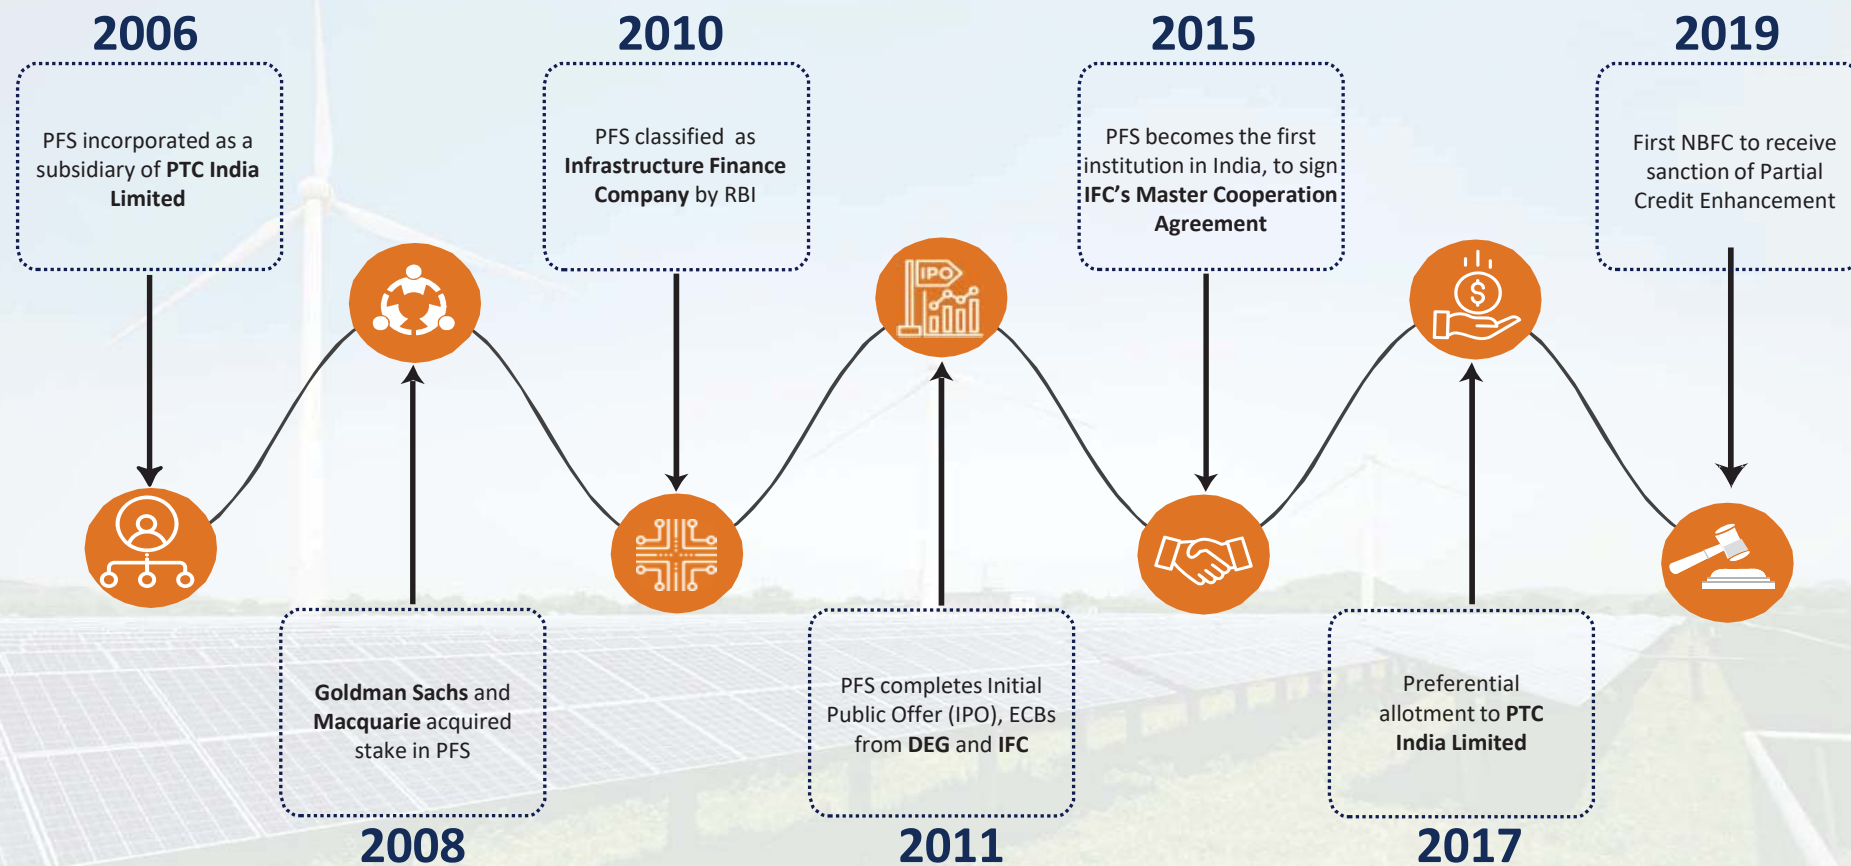 2006
PFS incorporated as a
subsidiary of PTC India
Limited
2010
PFS classified as
Infrastructure Finance
Company by RBI
2015
PFS becomes the first
institution in India, to sign
IFC's Master Cooperation
Agreement
2019
First NBFC to receive
sanction of Partial
Credit Enhancement
IPO
$
Goldman Sachs and
Macquarie acquired
stake in PFS
2008
PFS completes Initial
Public Offer (IPO), ECBs
from DEG and IFC
2011
Preferential
allotment to PTC
India Limited
2017